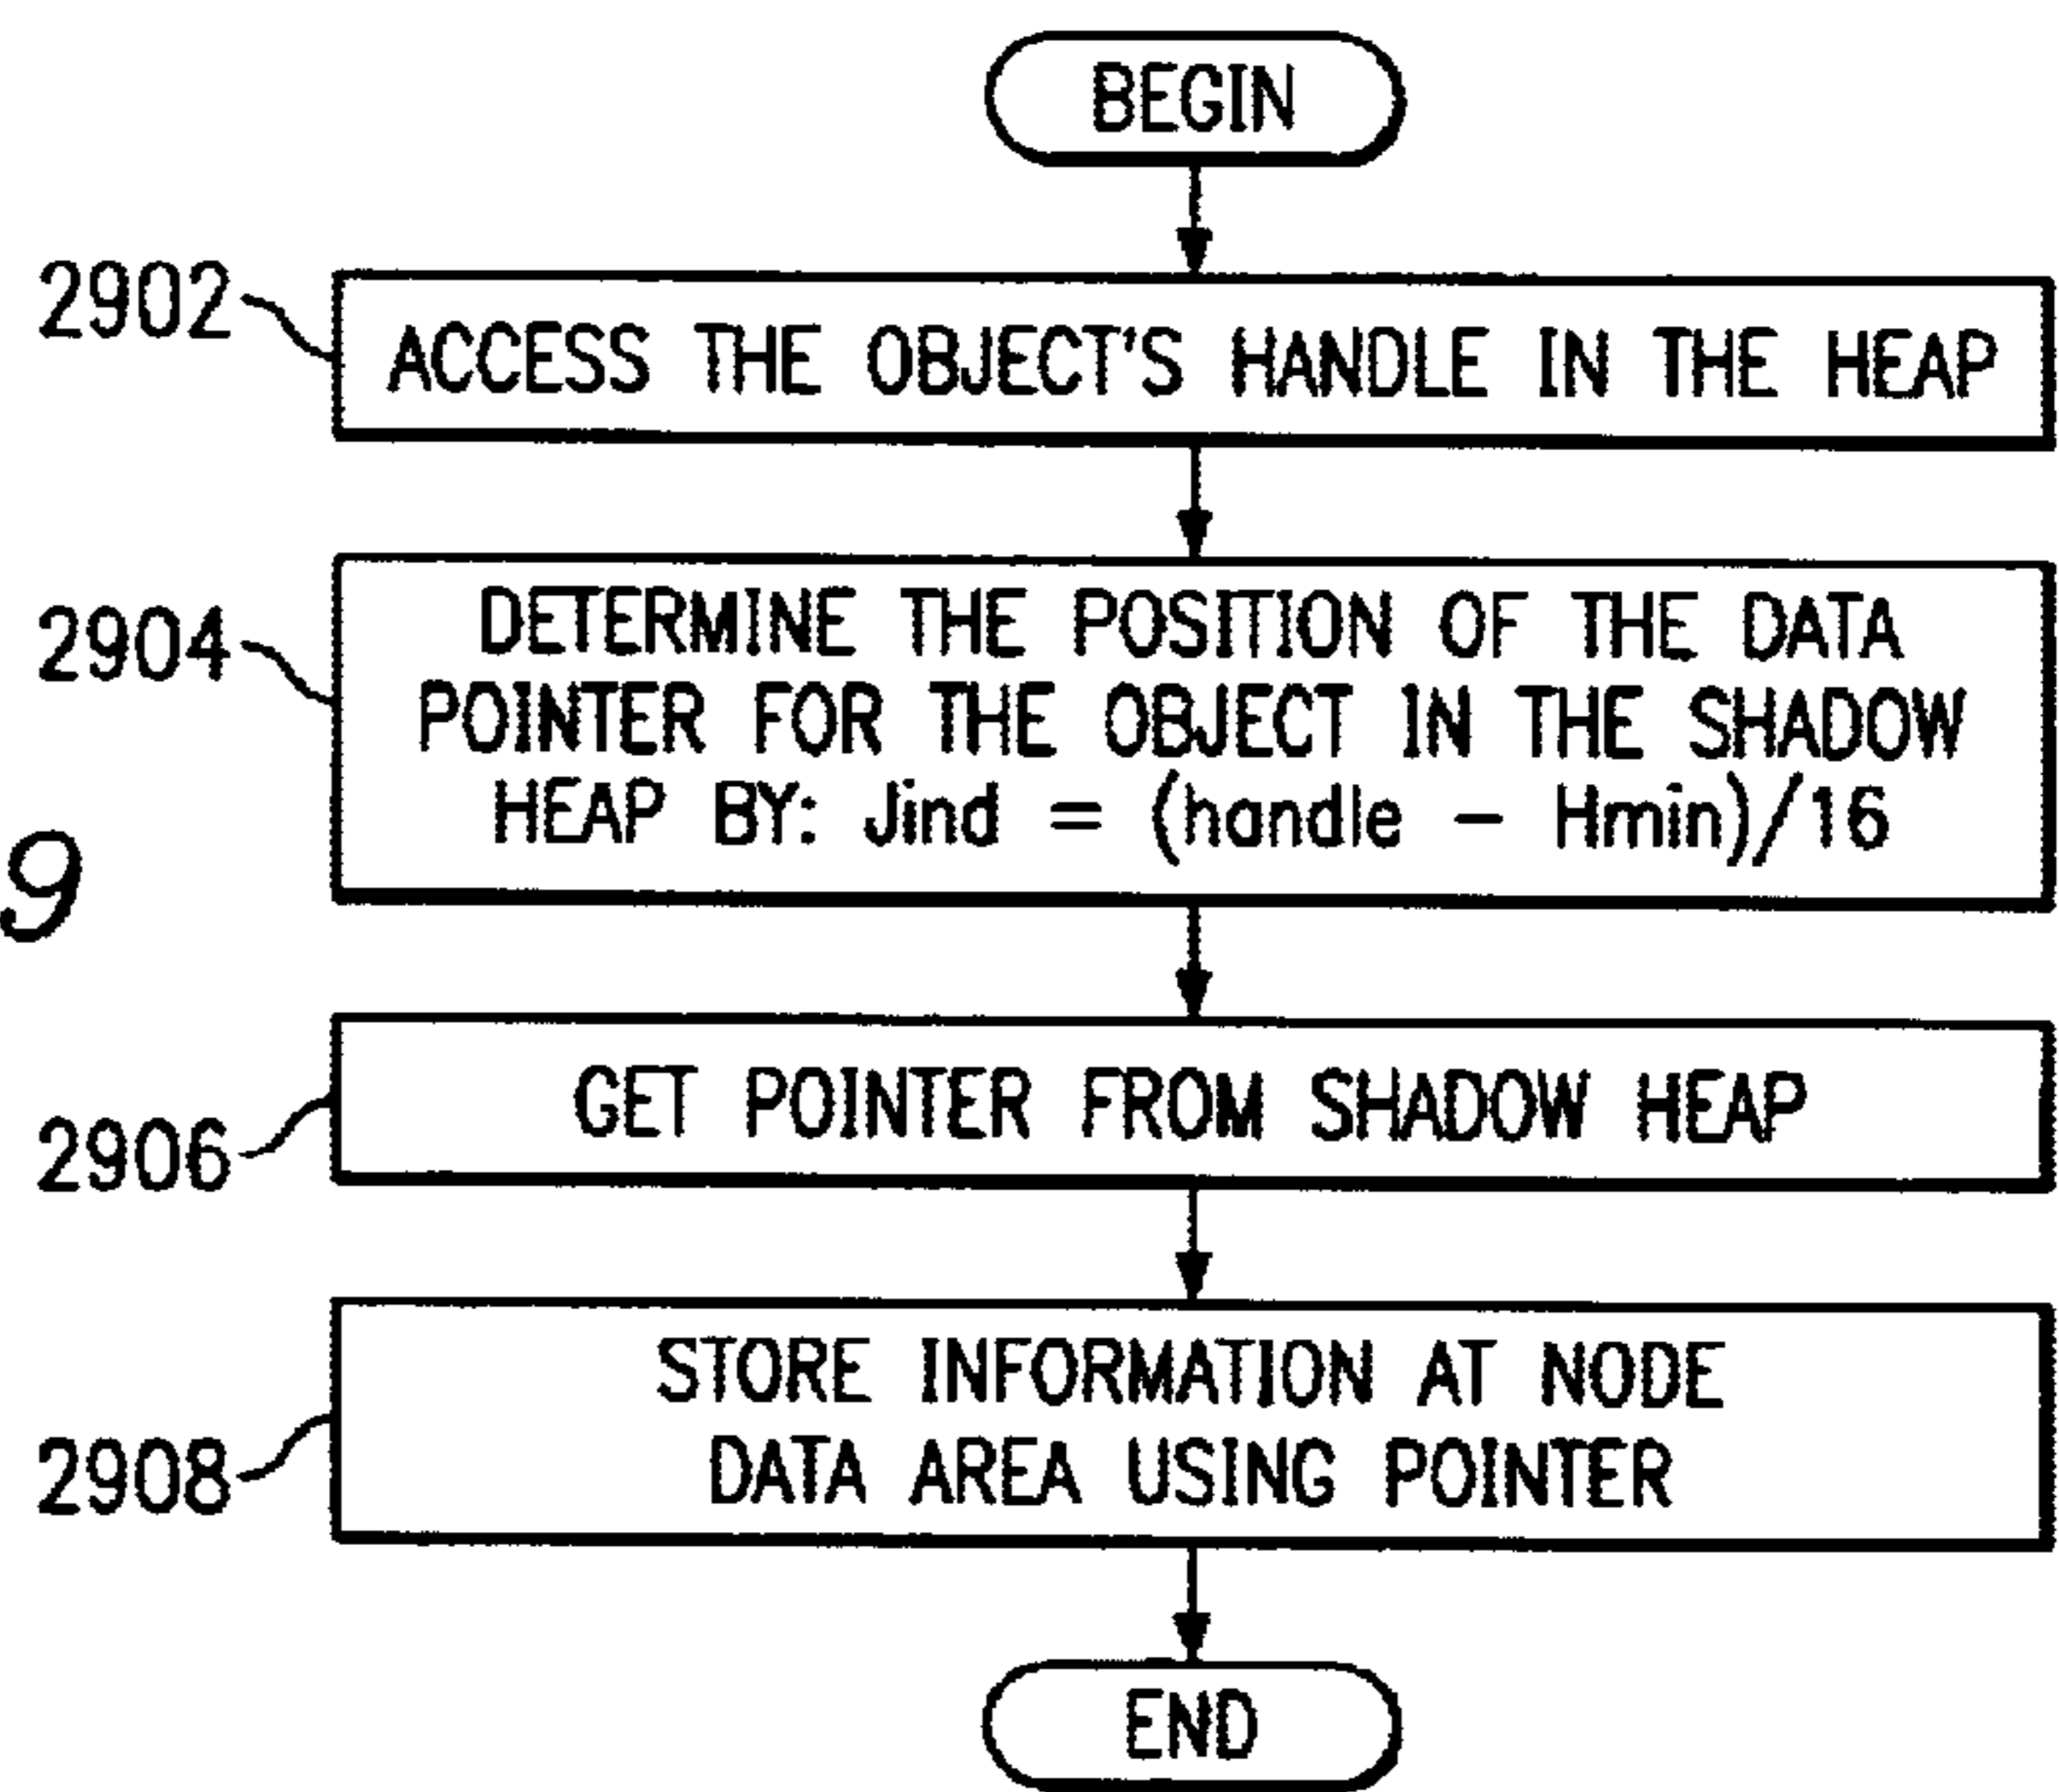 BEGIN
2902
ACCESS THE OBJECT'S HANDLE IN THE HEAP
2904
DETERMINE THE POSITION OF THE DATA
POINTER FOR THE OBJECT IN THE SHADOW
HEAP BY: Jind = (handle - Hmin)/16
9
2906
GET POINTER FROM SHADOW HEAP
2908
STORE INFORMATION AT NODE
DATA AREA USING POINTER
END